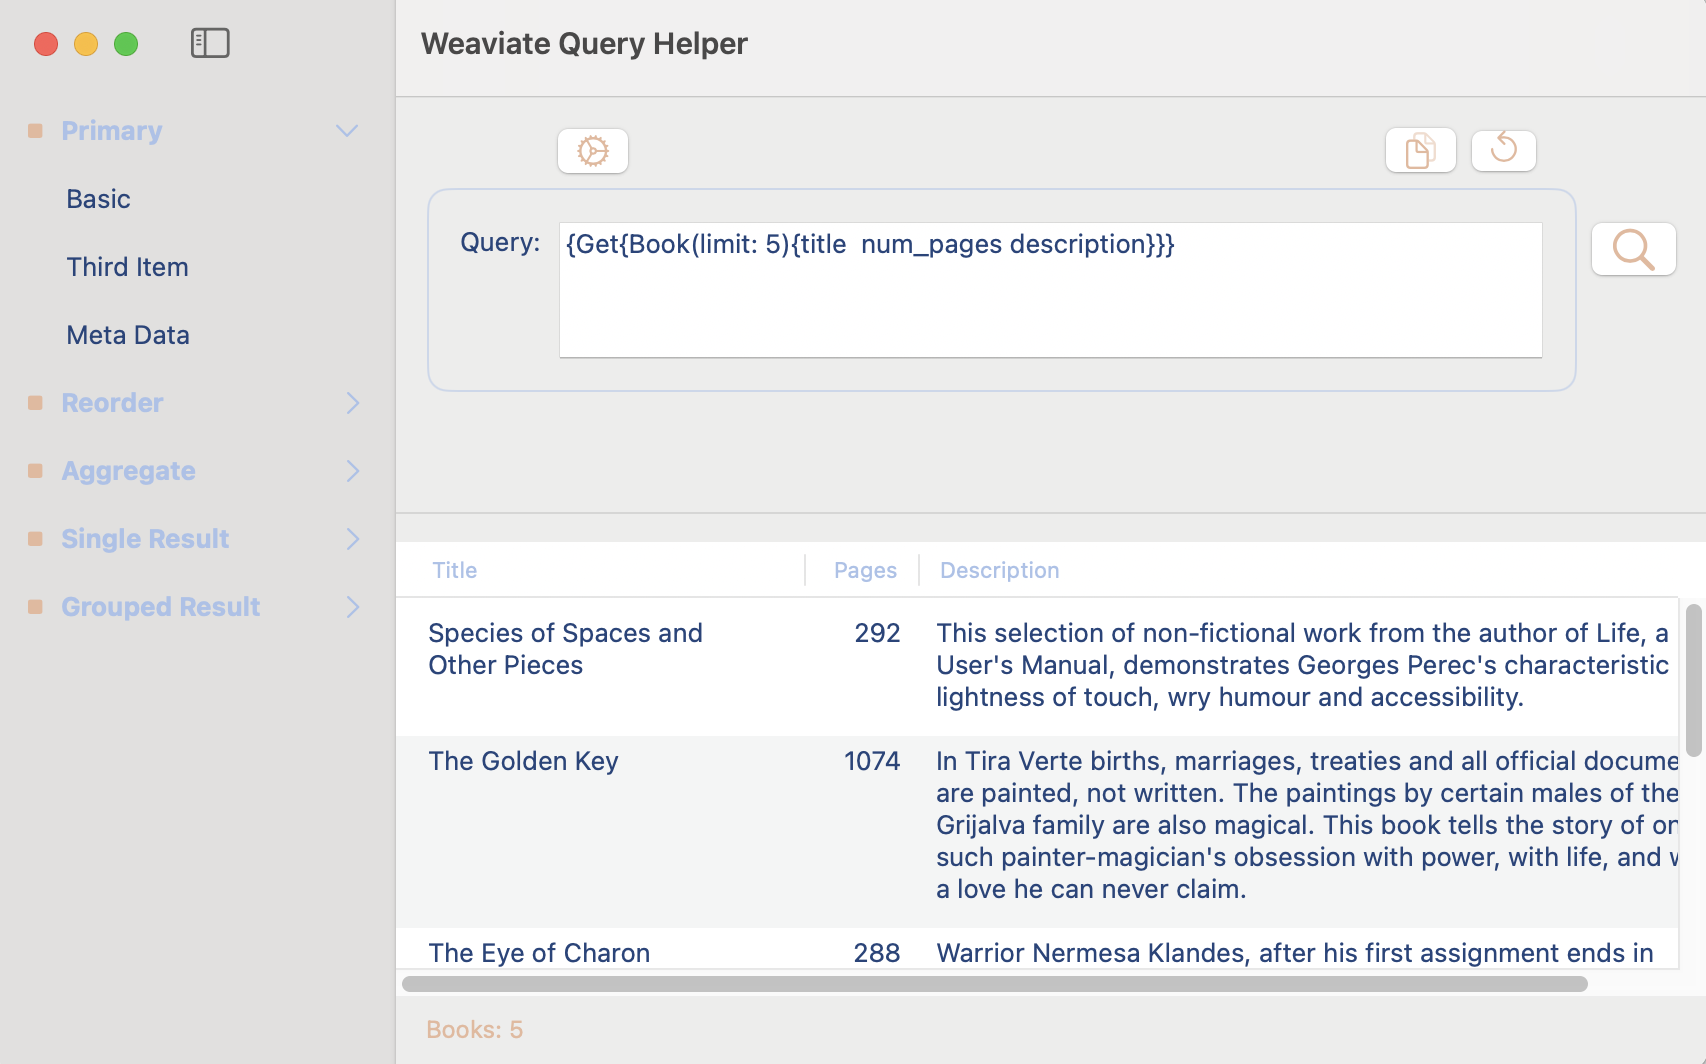 Weaviate Query Helper
Primary
Basic
Third Item
Meta Data
Reorder
Aggregate
Single Result
Grouped Result
Query:
{Get{Book(limit: 5){title  num_pages description}}}
Title Pages Description
Species of Spaces and
Other Pieces
292
This selection of non-fictional work from the author of Life, a
User's Manual, demonstrates Georges Perec's characteristic
lightness of touch, wry humour and accessibility.
The Golden Key
1074
In Tira Verte births, marriages, treaties and all official docume
are painted, not written. The paintings by certain males of the
Grijalva family are also magical. This book tells the story of on
such painter-magician's obsession with power, with life, and
a love he can never claim.
The Eye of Charon
288
Warrior Nermesa Klandes, after his first assignment ends in
Books: 5